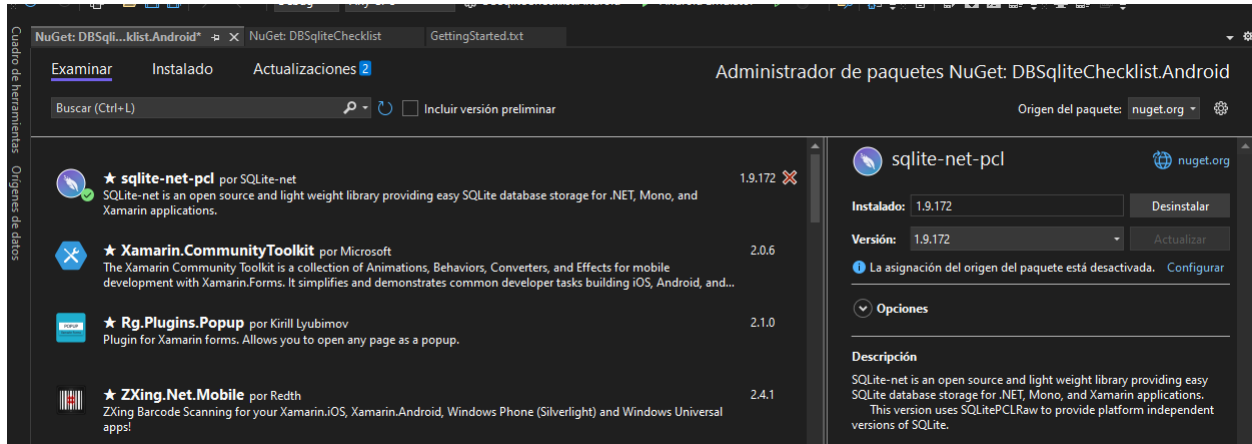 NuGet: DBSqli...klist.Android*
NuGet: DBSqliteChecklist
GettingStarted.txt
Cuadro de herramientas
Orígenes de datos
Examinar
Instalado
Actualizaciones 2
Administrador de paquetes NuGet: DBSqliteChecklist.Android
Buscar (Ctrl+L)
Incluir versión preliminar
Origen del paquete: nuget.org
sqlite-net-pcl por SQLite-net
1.9.172
SQLite-net is an open source and light weight library providing easy SQLite database storage for .NET, Mono, and
Xamarin applications.
Xamarin.CommunityToolkit por Microsoft
2.0.6
The Xamarin Community Toolkit is a collection of Animations, Behaviors, Converters, and Effects for mobile
development with Xamarin.Forms. It simplifies and demonstrates common developer tasks building iOS, Android, and...
POPUP
Rg.Plugins.Popup por Kirill Lyubimov
2.1.0
Plugin for Xamarin forms. Allows you to open any page as a popup.
ZXing.Net.Mobile por Redth
2.4.1
ZXing Barcode Scanning for your Xamarin.iOS, Xamarin.Android, Windows Phone (Silverlight) and Windows Universal
apps!
sqlite-net-pcl
nuget.org
Instalado: 1.9.172
Desinstalar
Versión: 1.9.172
Actualizar
La asignación del origen del paquete está desactivada. Configurar
Opciones
Descripción
SQLite-net is an open source and light weight library providing easy
SQLite database storage for .NET, Mono, and Xamarin applications.
This version uses SQLitePCLRaw to provide platform independent
versions of SQLite.